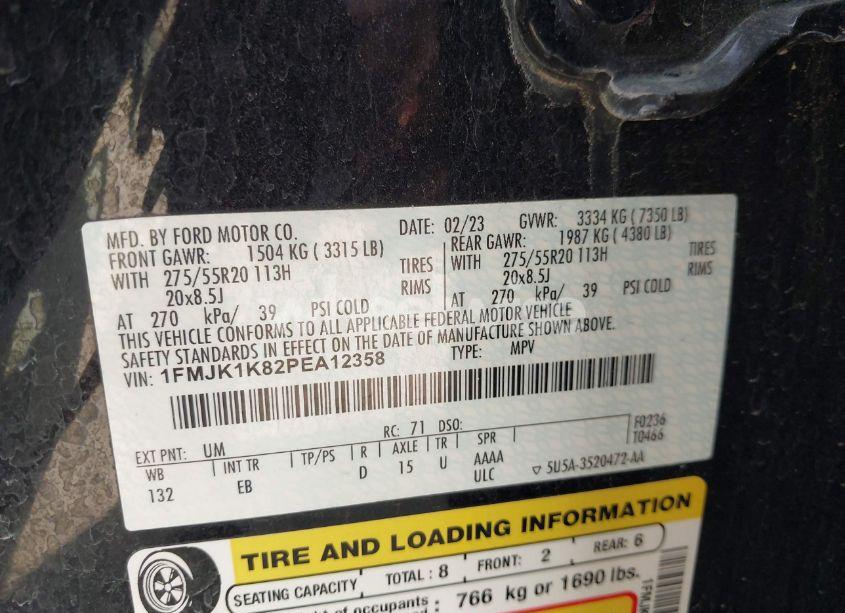 MFD. BY FORD MOTOR CO.
DATE: 02/23 GVWR: 3334 KG ( 7350 LB)
FRONT GAWR: 1504 KG ( 3315 LB)
REAR GAWR: 1987 KG ( 4380 LB)
WITH 275/55R20 113H TIRES
WITH 275/55R20 113H TIRES
20x8.5J RIMS
20x8.5J RIMS
AT 270 kPa/ 39 PSI COLD
AT 270 kPa/ 39 PSI COLD
THIS VEHICLE CONFORMS TO ALL APPLICABLE FEDERAL MOTOR VEHICLE
SAFETY STANDARDS IN EFFECT ON THE DATE OF MANUFACTURE SHOWN ABOVE.
VIN: 1FMJK1K82PEA12358 TYPE: MPV
F0236
T0466
EXT PNT: UM RC: 71 DSO:
WB INT TR TP/PS R AXLE TR SPR
132 EB D 15 U AAAA
ULC ▽ 5U5A-3520472-AA
TIRE AND LOADING INFORMATION
SEATING CAPACITY TOTAL : 8 FRONT: 2 REAR: 6
of occupants : 766 kg or 1690 lbs.